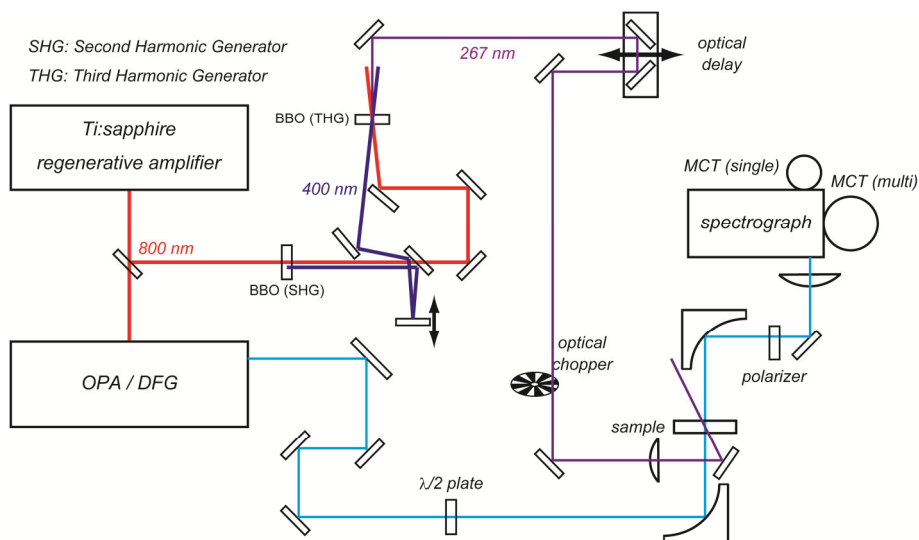 SHG: Second Harmonic Generator
THG: Third Harmonic Generator
Ti:sapphire
regenerative amplifier
800 nm
BBO (SHG)
BBO (THG)
400 nm
267 nm
optical
delay
MCT (single)
MCT (multi)
spectrograph
optical
chopper
polarizer
sample
OPA / DFG
λ/2 plate